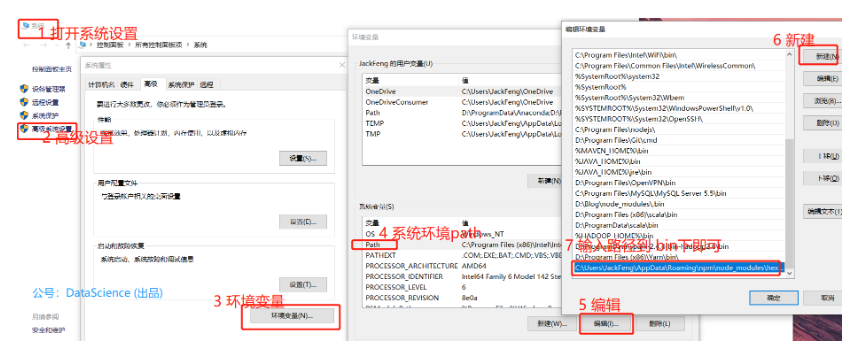 系统
1 打开系统设置
控制面板 › 所有控制面板项 › 系统
控制面板主页
设备管理器
远程设置
系统保护
高级系统设置
2 高级设置
系统属性
计算机名 硬件 高级 系统保护 远程
要进行大多数更改，你必须作为管理员登录。
性能
视觉效果，处理器计划，内存使用，以及虚拟内存
设置(S)...
用户配置文件
与登录帐户相关的桌面设置
设置(E)...
启动和故障恢复
系统启动、系统故障和调试信息
设置(T)...
3 环境变量
环境变量(N)...
公号：DataScience (出品)
另请参阅
安全和维护
环境变量
JackFeng 的用户变量(U)
变量 值
OneDrive C:\Users\JackFeng\OneDrive
OneDriveConsumer C:\Users\JackFeng\OneDrive
Path D:\ProgramData\Anaconda;D:\
TEMP C:\Users\JackFeng\AppData\Lo
TMP C:\Users\JackFeng\AppData\Lo
新建(N)
系统变量(S)
变量 值
4 系统环境path
OS Windows_NT
Path C:\Program Files (x86)\Intel\Int
PATHEXT .COM;.EXE;.BAT;.CMD;.VBS;.VBE
PROCESSOR_ARCHITECTURE AMD64
PROCESSOR_IDENTIFIER Intel64 Family 6 Model 142 Ste
PROCESSOR_LEVEL 6
PROCESSOR_REVISION 8e0a
5 编辑
新建(W)... 编辑(I)... 删除(L)
编辑环境变量
6 新建
C:\Program Files\Intel\WiFi\bin\
C:\Program Files\Common Files\Intel\WirelessCommon\
%SystemRoot%\system32
%SystemRoot%
%SystemRoot%\System32\Wbem
%SYSTEMROOT%\System32\WindowsPowerShell\v1.0\
%SYSTEMROOT%\System32\OpenSSH\
C:\Program Files\nodejs\
D:\Program Files\Git\cmd
%MAVEN_HOME%\bin
%JAVA_HOME%\bin
%JAVA_HOME%\jre\bin
D:\Program Files\OpenVPN\bin
C:\Program Files\MySQL\MySQL Server 5.5\bin
D:\Blog\node_modules\.bin
D:\Program Files (x86)\scala\bin
D:\ProgramData\scala\bin
%HADOOP_HOME%\bin
7 输入路径到 bin下即可
D:\Program Files (x86)\Yarn\bin\
C:\Users\JackFeng\AppData\Roaming\npm\node_modules\hex...
新建(N)
编辑(E)
浏览(B)...
删除(D)
上移(U)
下移(O)
编辑文本(T)
确定 取消